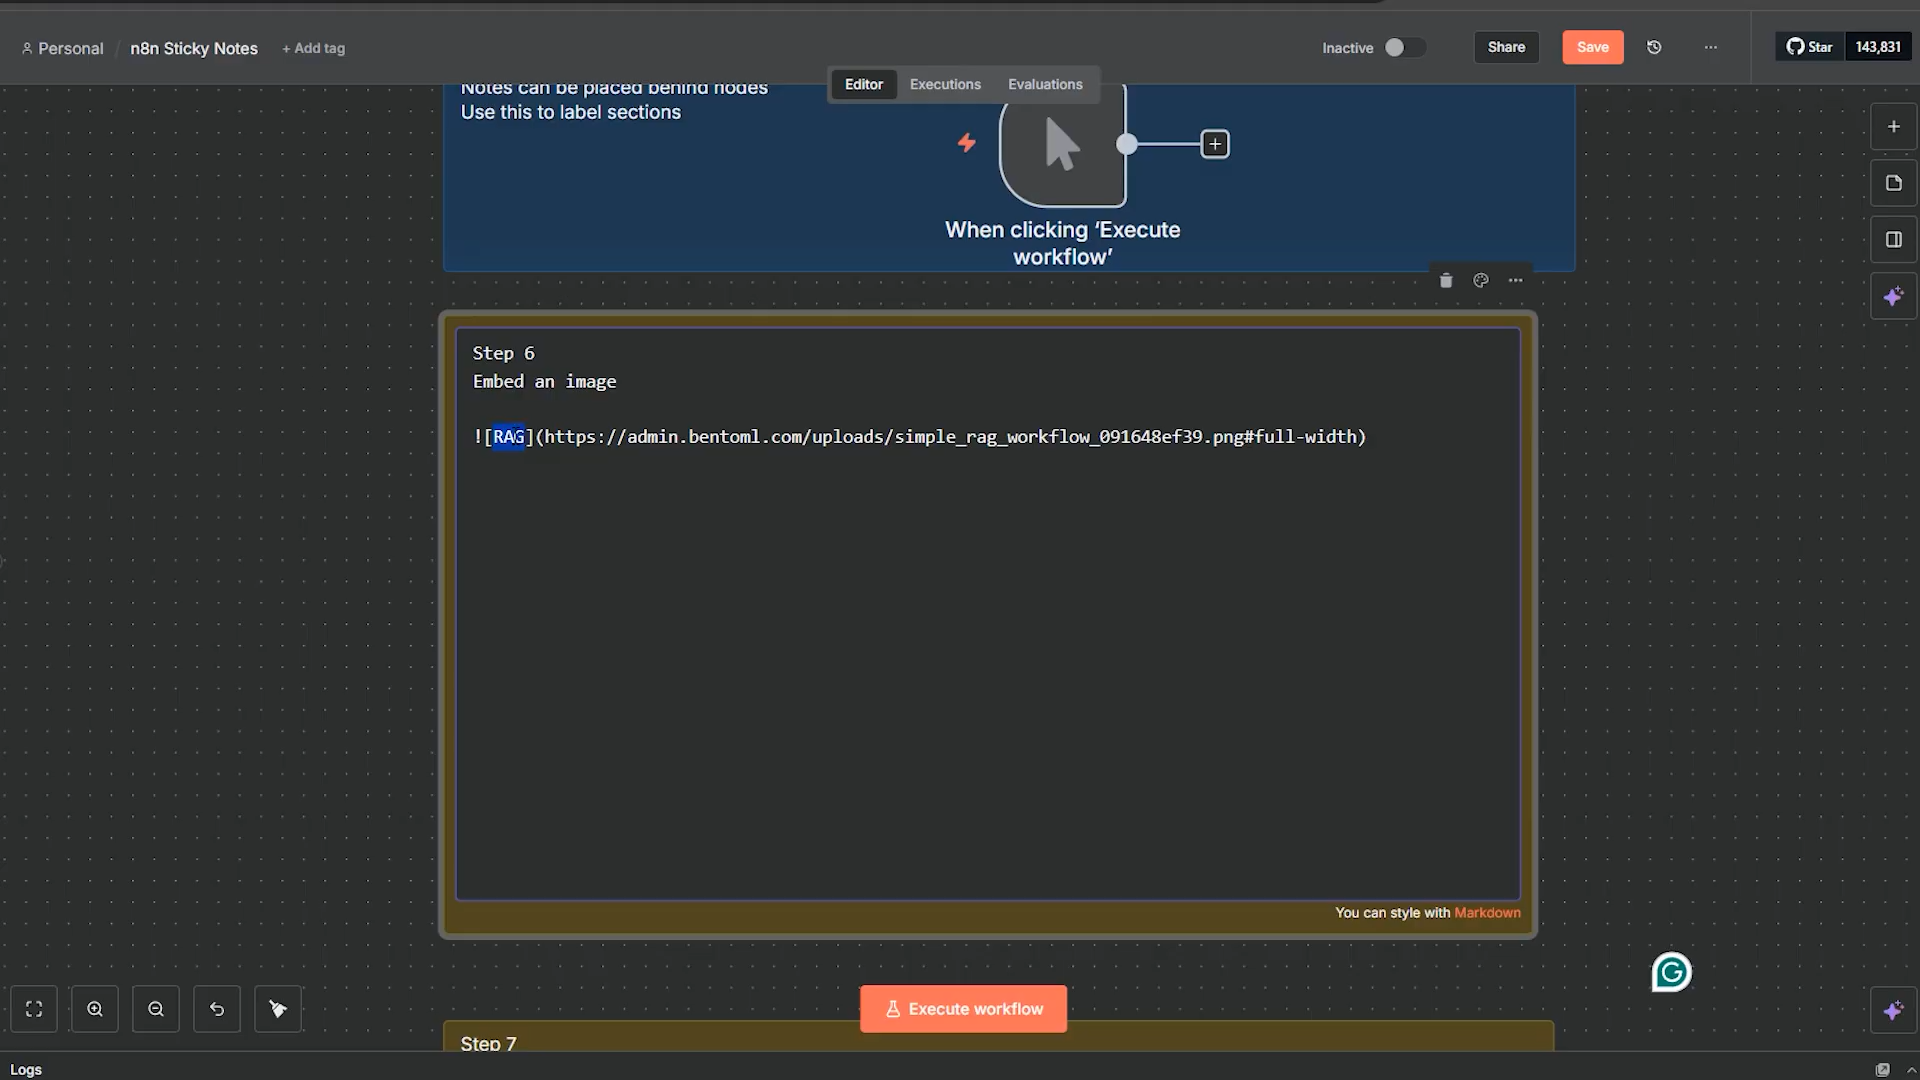 Personal / n8n Sticky Notes + Add tag
Inactive
Share
Save
...
Star 143,831
Editor Executions Evaluations
Notes can be placed behind nodes
Use this to label sections
When clicking ‘Execute
workflow’
Step 6
Embed an image
![RAG](https://admin.bentoml.com/uploads/simple_rag_workflow_091648ef39.png#full-width)
You can style with Markdown
Execute workflow
Step 7
Logs